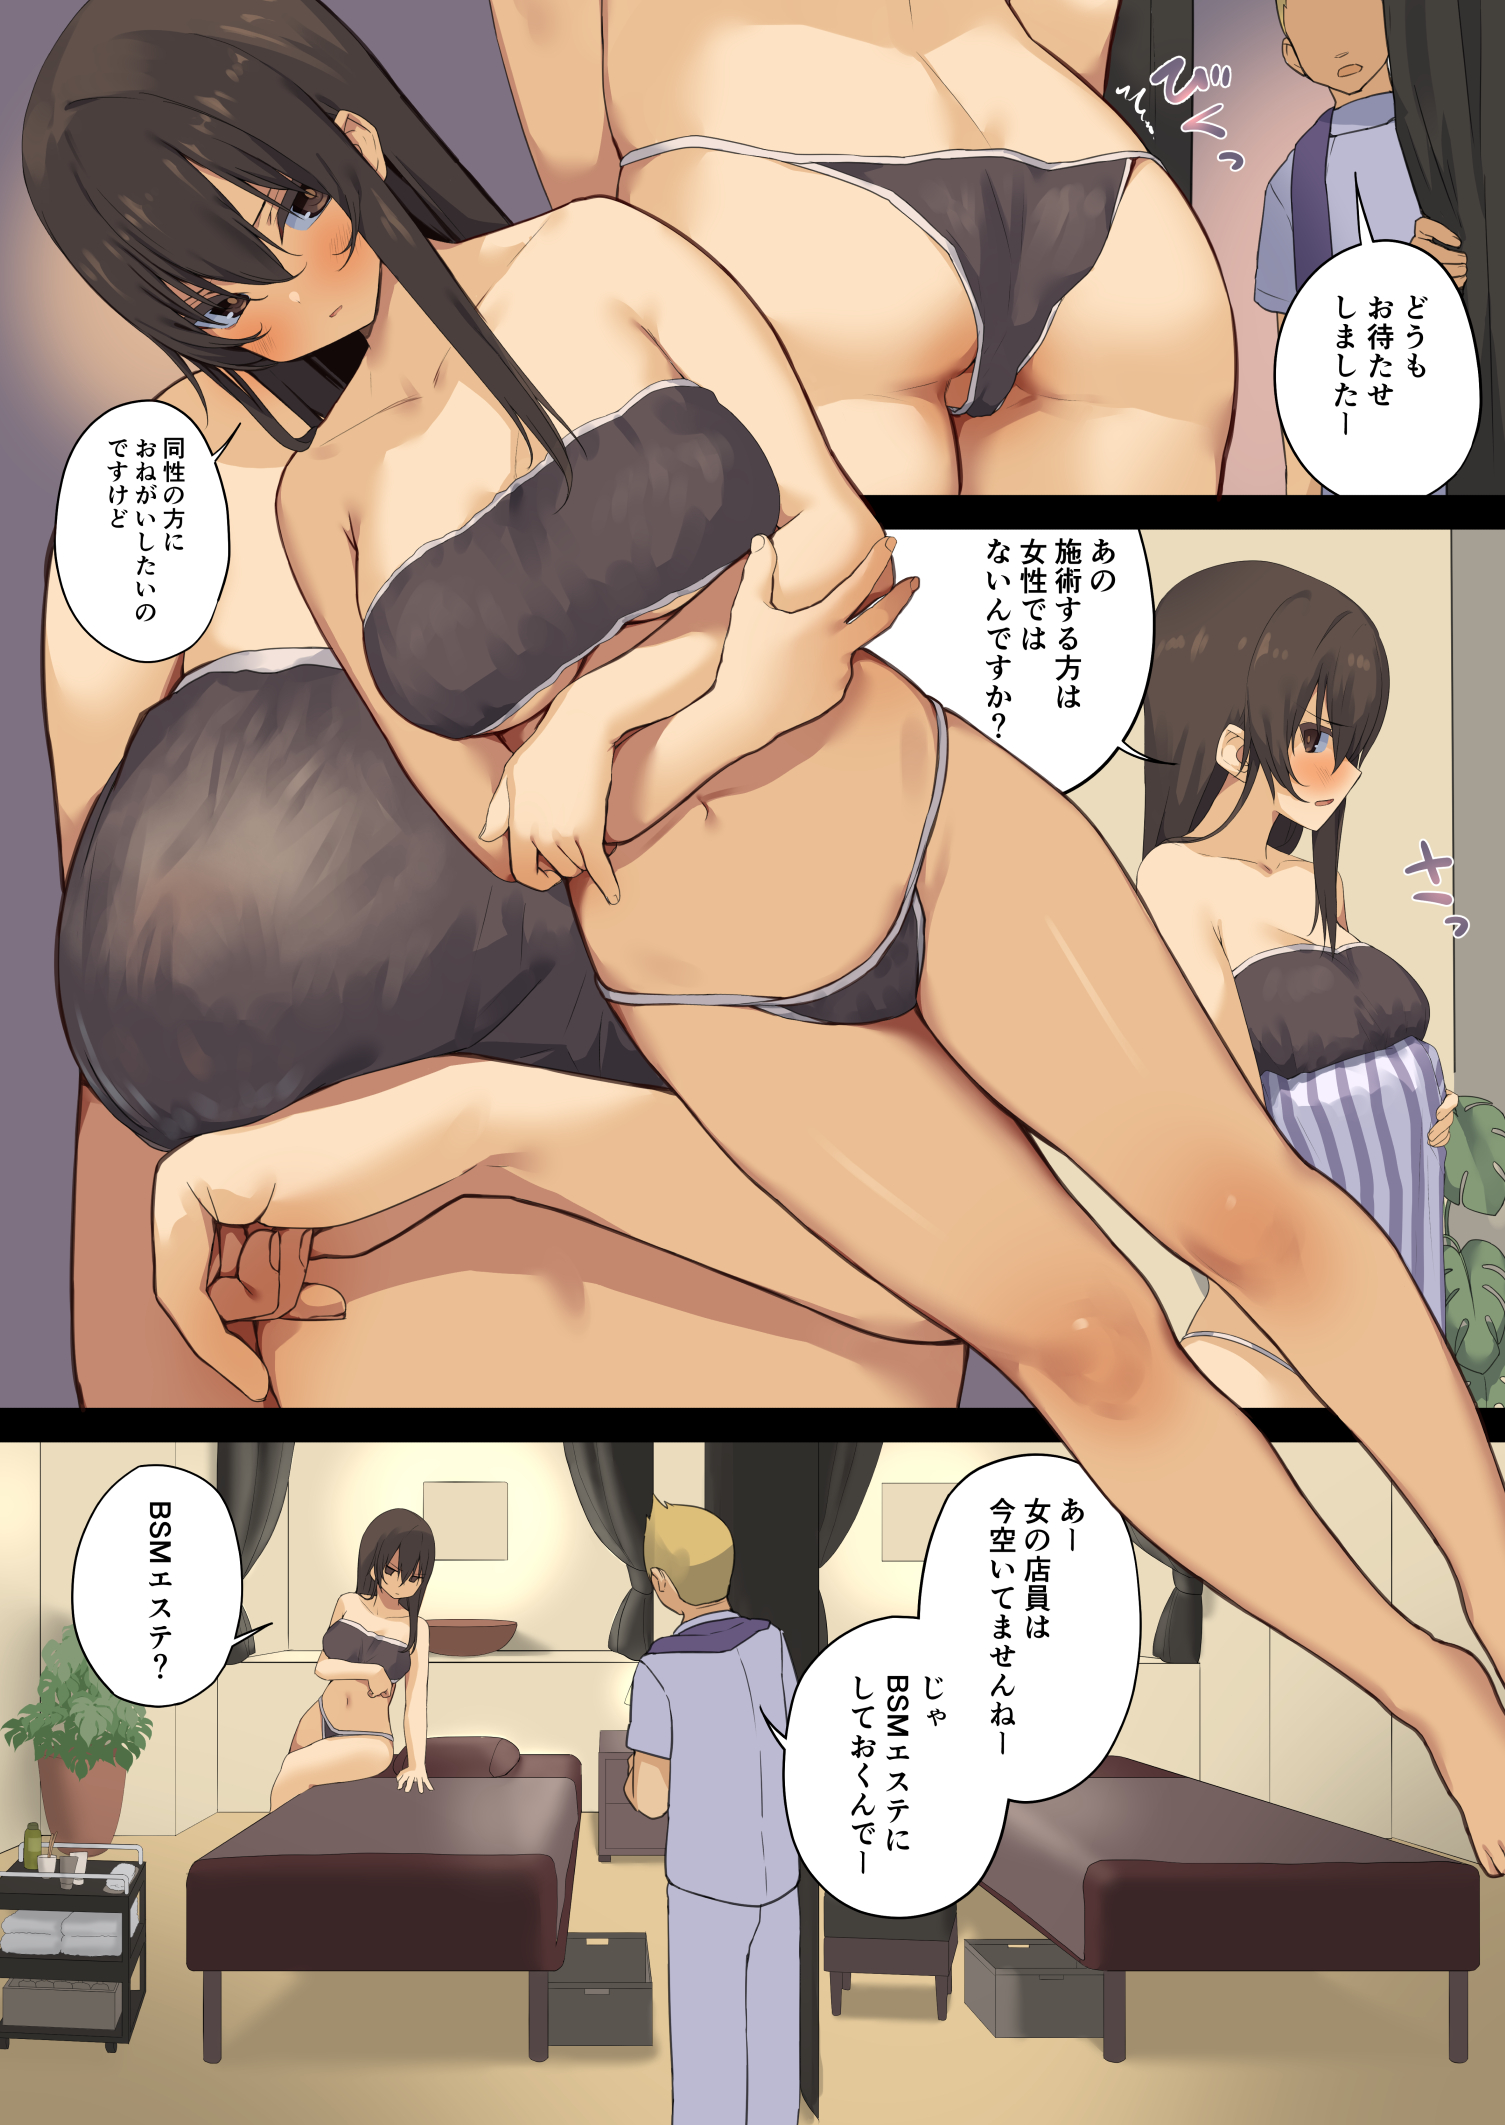 びくっ
どうも
お待たせ
しましたー
あの
施術する方は
女性では
ないんですか?
さっ
同性の方に
おねがいしたいの
ですけど
あー
女の店員は
今空いてませんねー
じゃ
BSMエステに
しておくんでー
BSMエステ?